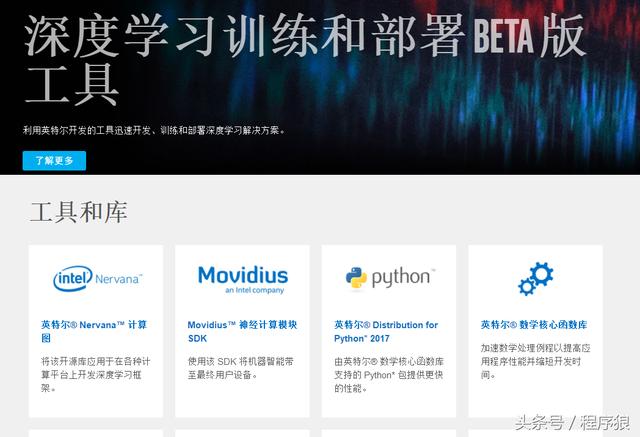 深度学习训练和部署 BETA 版
工具
利用英特尔开发的工具迅速开发、训练和部署深度学习解决方案。
了解更多
工具和库
intel Nervana™
Movidius
an Intel company
python™
英特尔® Nervana™ 计算
图
将该开源库应用于在各种计
算平台上开发深度学习框
架。
Movidius™ 神经计算模块
SDK
使用该 SDK 将机器智能带
至最终用户设备。
英特尔® Distribution for
Python* 2017
由英特尔® 数学核心函数库
支持的 Python* 包提供更快
的性能。
英特尔® 数学核心函数库
加速数学处理例程以提高应
用程序性能并缩短开发时
间。
头条号 / 程序狼